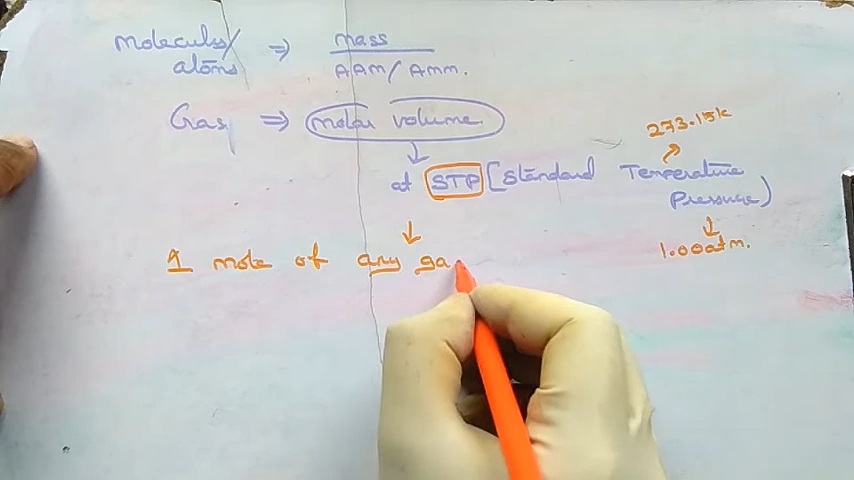 Molecules/ ⇒ mass
atoms AAM/AMM.
Gas ⇒ molar volume.
273.15k
at STP [Standard Temperature
Pressure)
1.00atm.
1 mole of any ga